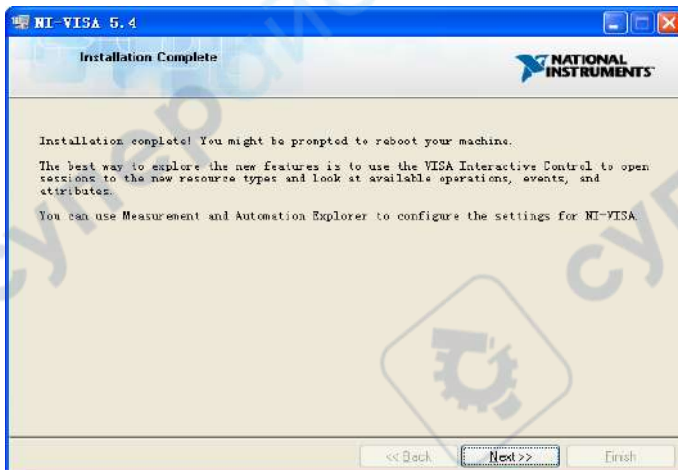 NI-VISA 5.4
Installation Complete
NATIONAL
INSTRUMENTS
Installation complete! You might be prompted to reboot your machine.
The best way to explore the new features is to use the VISA Interactive Control to open
sessions to the new resource types and look at available operations, events, and
attributes.
You can use Measurement and Automation Explorer to configure the settings for NI-VISA.
<< Back
Next >>
Finish